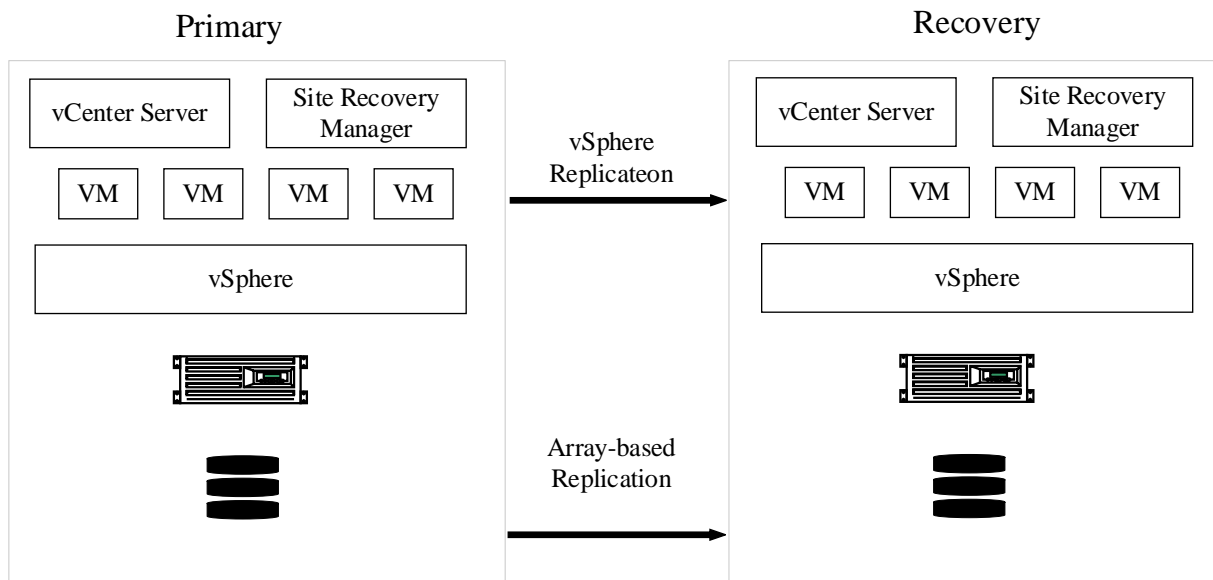 Primary
Recovery
vCenter Server
Site Recovery
Manager
VM
VM
VM
VM
vSphere
vSphere
Replicateon
Array-based
Replication
vCenter Server
Site Recovery
Manager
VM
VM
VM
VM
vSphere